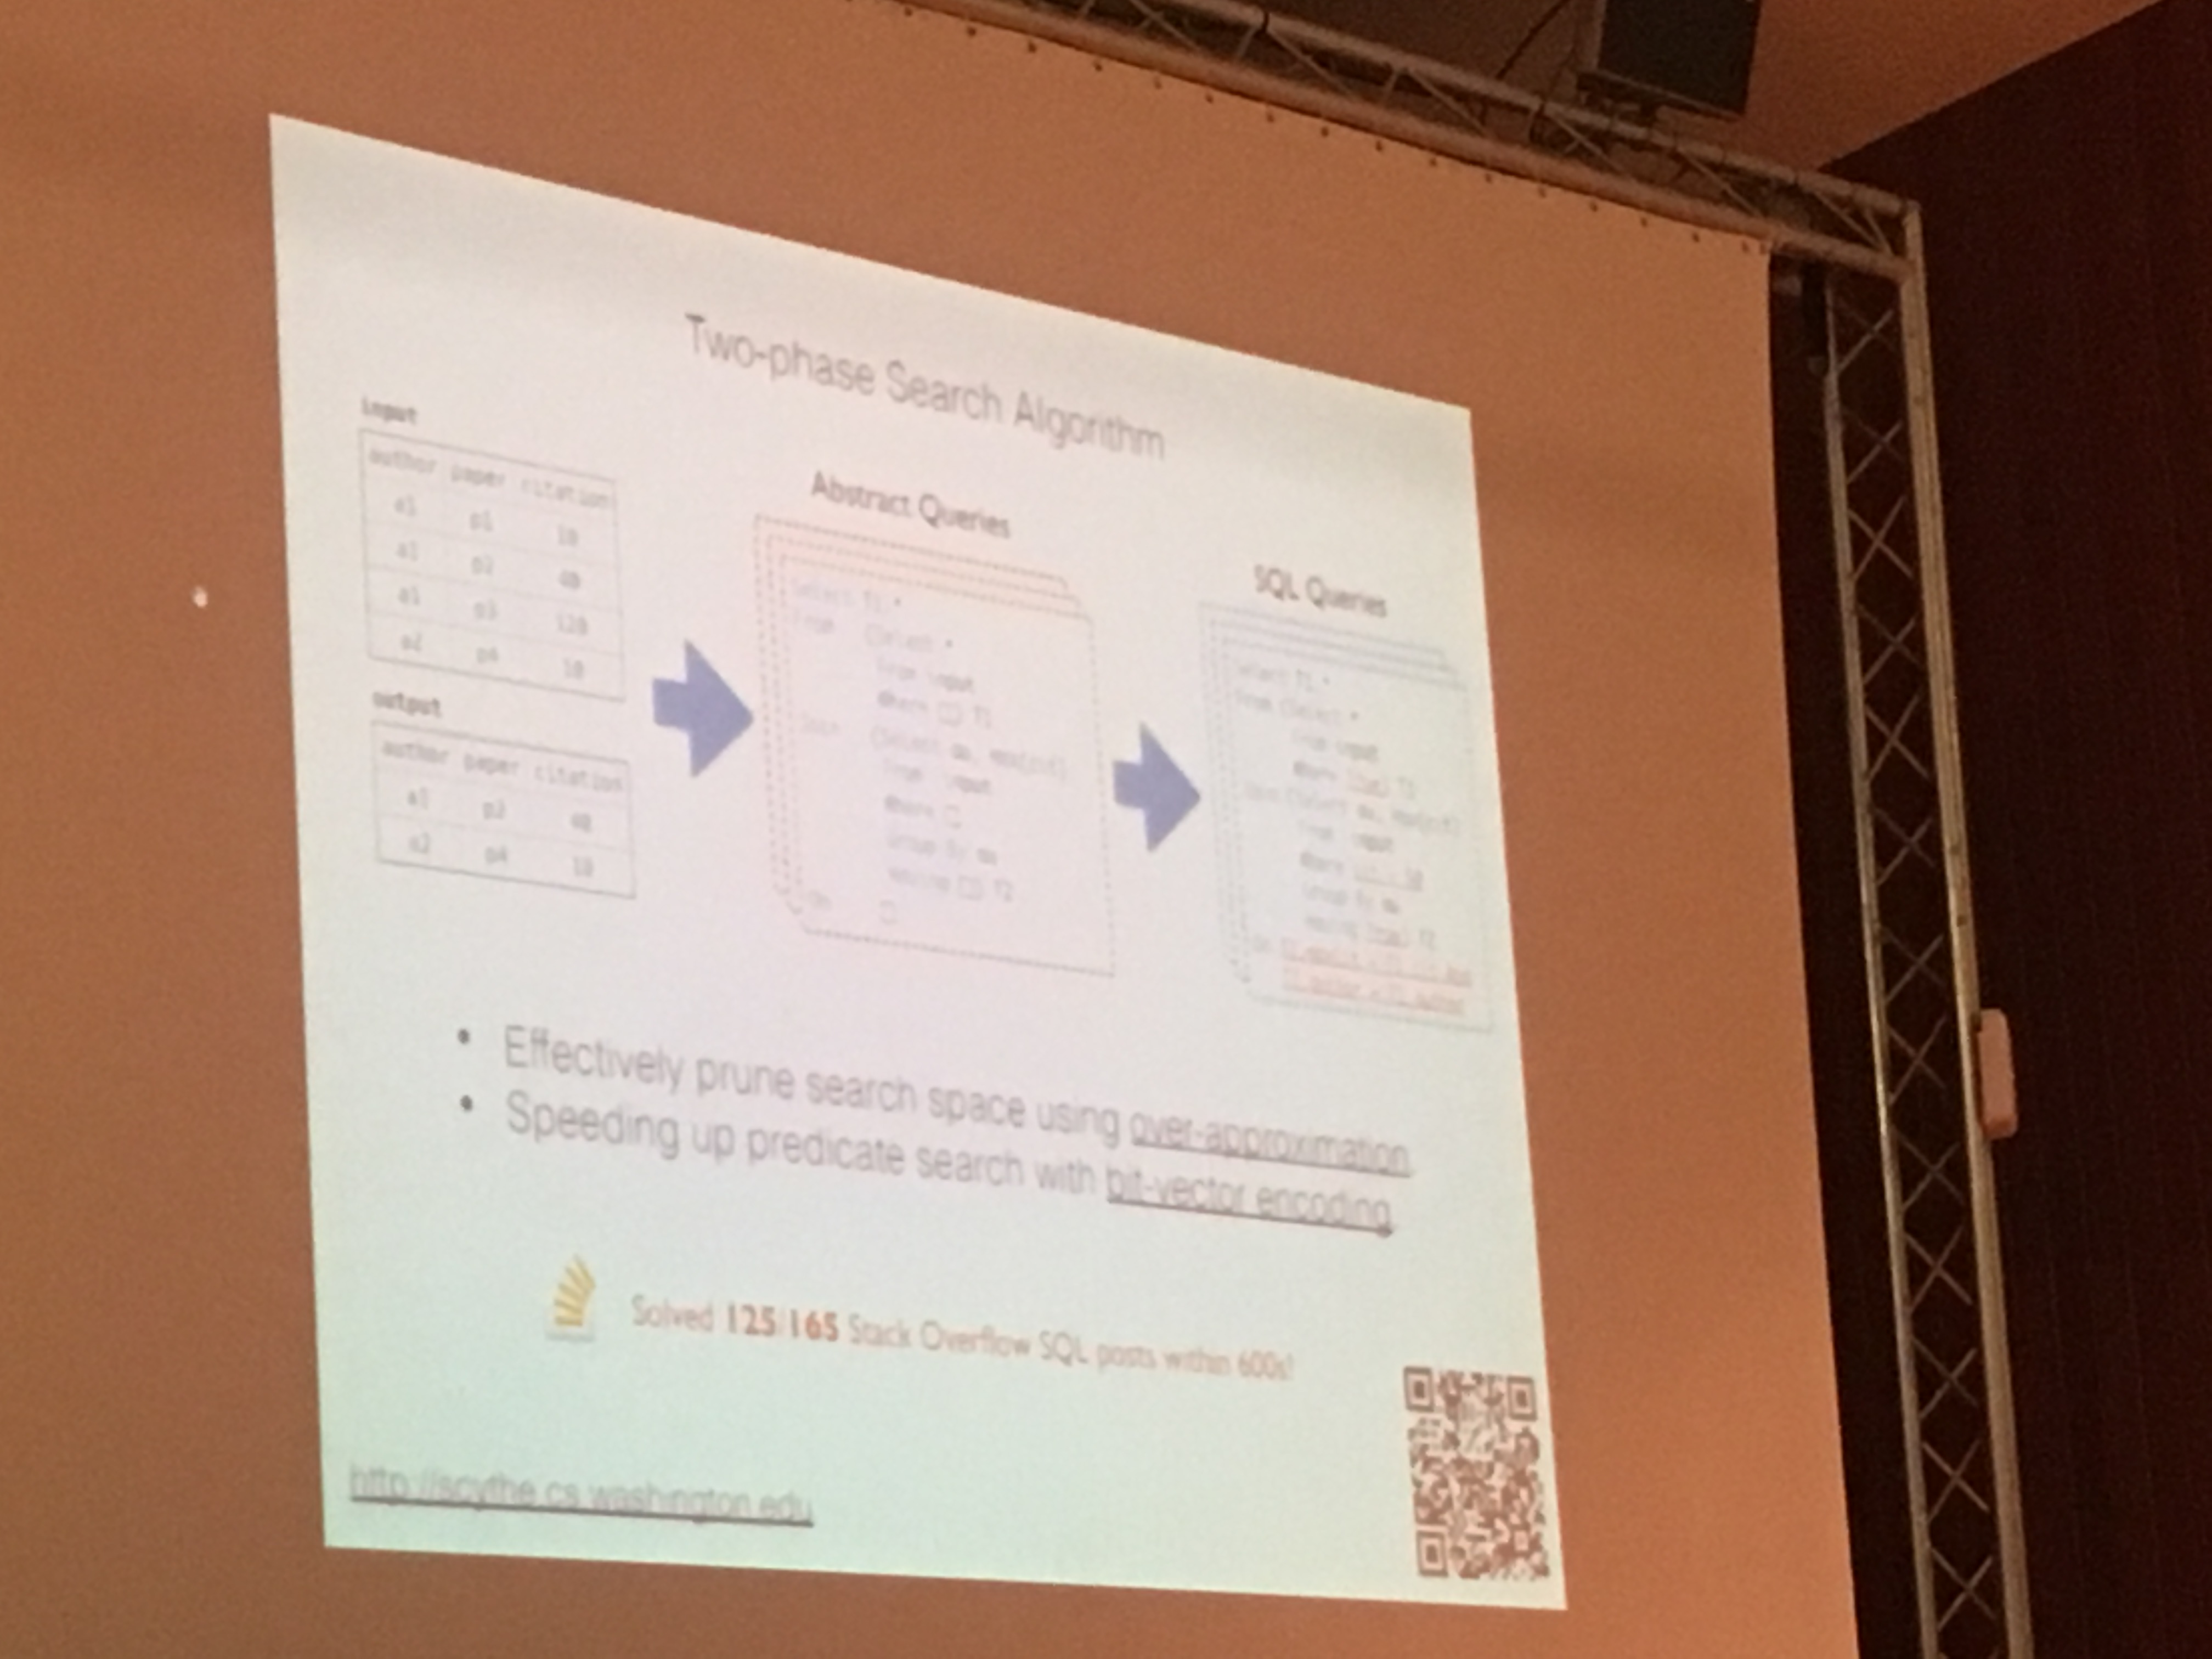 Two-phase Search Algorithm
input
author paper citation
a1 p1 10
a1 p2 40
a1 p3 120
a2 p4 10
output
author paper citation
a1 p2 40
a2 p4 10
Abstract Queries
Select T1.*
From (Select *
From input
Where □) T1
Join (Select au, max(cit)
From input
Where □
Group By au
Having □) T2
On □
SQL Queries
Select T1.*
From (Select *
From input
Where True) T1
Join (Select au, max(cit)
From input
Where
Group By au
Having True) T2
On
• Effectively prune search space using over-approximation
• Speeding up predicate search with bit-vector encoding
Solved 125/165 Stack Overflow SQL posts within 600s!
http://scythe.cs.washington.edu